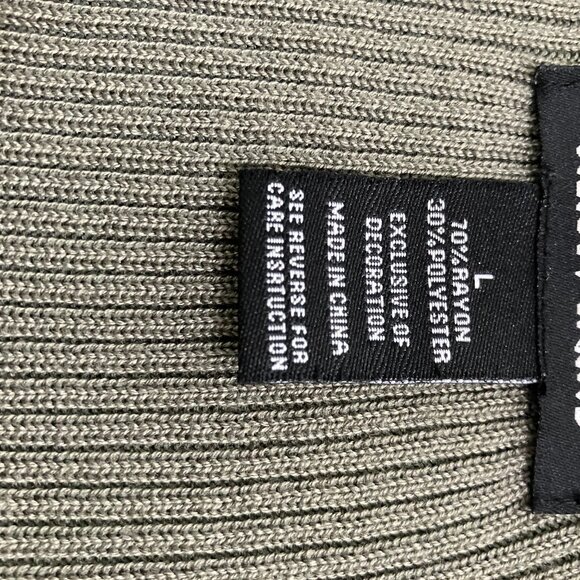 L
70% RAYON
30% POLYESTER
EXCLUSIVE OF
DECORATION
MADE IN CHINA
SEE REVERSE FOR
CARE INSRUCTION